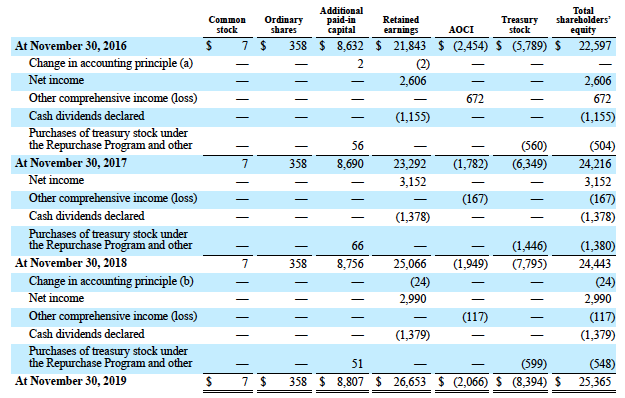 Common stock Ordinary shares Additional paid-in capital Retained earnings AOCI Treasury stock Total shareholders' equity
At November 30, 2016 $ 7 $ 358 $ 8,632 $ 21,843 $ (2,454) $ (5,789) $ 22,597
Change in accounting principle (a) — — 2 (2) — — —
Net income — — — 2,606 — — 2,606
Other comprehensive income (loss) — — — — 672 — 672
Cash dividends declared — — — (1,155) — — (1,155)
Purchases of treasury stock under
the Repurchase Program and other — — 56 — — (560) (504)
At November 30, 2017 7 358 8,690 23,292 (1,782) (6,349) 24,216
Net income — — — 3,152 — — 3,152
Other comprehensive income (loss) — — — — (167) — (167)
Cash dividends declared — — — (1,378) — — (1,378)
Purchases of treasury stock under
the Repurchase Program and other — — 66 — — (1,446) (1,380)
At November 30, 2018 7 358 8,756 25,066 (1,949) (7,795) 24,443
Change in accounting principle (b) — — — (24) — — (24)
Net income — — — 2,990 — — 2,990
Other comprehensive income (loss) — — — — (117) — (117)
Cash dividends declared — — — (1,379) — — (1,379)
Purchases of treasury stock under
the Repurchase Program and other — — 51 — — (599) (548)
At November 30, 2019 $ 7 $ 358 $ 8,807 $ 26,653 $ (2,066) $ (8,394) $ 25,365